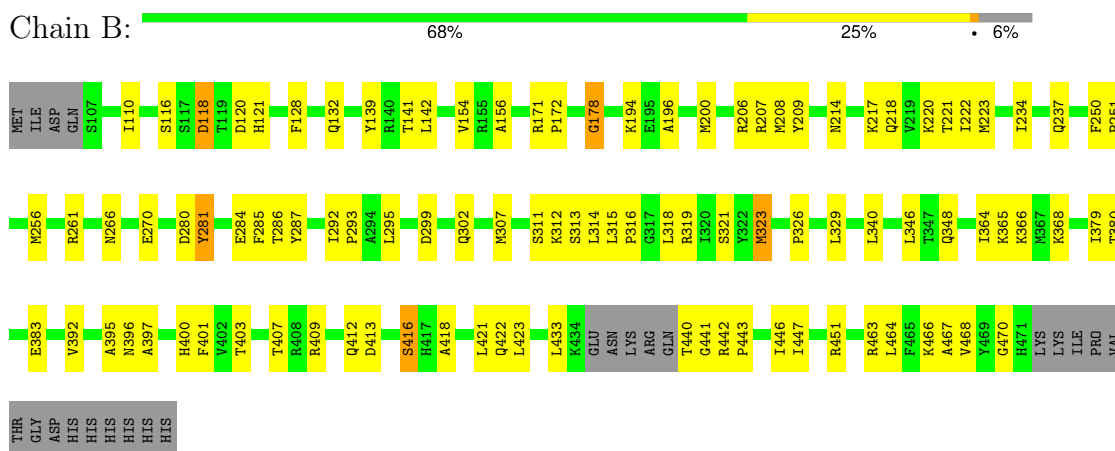 Chain B:
68% 25% • 6%
MET ILE ASP GLN S107 I110 S116 S117 D118 T119 D120 H121 F128 Q132 Y139 R140 T141 L142 V154 R155 A156 R171 P172 G178 K194 E195 A196 M200 R206 R207 M208 Y209 N214 K217 Q218 V219 K220 T221 I222 M223 I234 Q237 F250
M256 R261 N266 E270 D280 Y281 E284 F285 T286 Y287 I292 P293 A294 L295 D299 Q302 M307 S311 K312 S313 L314 L315 P316 G317 L318 R319 I320 S321 Y322 M323 P326 L329 L340 L346 T347 Q348 I364 K365 K366 M367 K368 I379 T380
E383 V392 A395 N396 A397 H400 F401 V402 T403 T407 R408 R409 Q412 D413 S416 H417 A418 L421 Q422 L423 L433 K434 GLU ASN LYS ARG GLN T440 G441 R442 P443 I446 I447 R451 R463 L464 F465 K466 A467 V468 Y469 G470 H471 LYS LYS ILE PRO VAL
THR GLY ASP HIS HIS HIS HIS HIS HIS